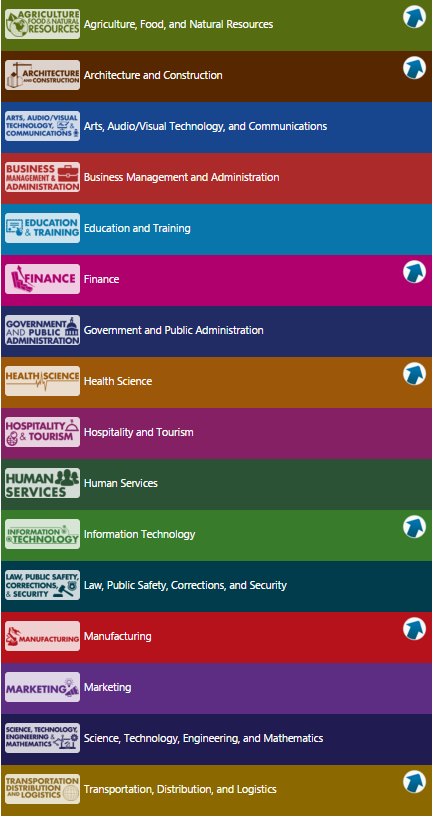 AGRICULTURE
FOOD & NATURAL
RESOURCES
Agriculture, Food, and Natural Resources
ARCHITECTURE
AND CONSTRUCTION
Architecture and Construction
ARTS, AUDIO/VISUAL
TECHNOLOGY, &
COMMUNICATIONS
Arts, Audio/Visual Technology, and Communications
BUSINESS
MANAGEMENT &
ADMINISTRATION
Business Management and Administration
EDUCATION
& TRAINING
Education and Training
FINANCE
Finance
GOVERNMENT
AND PUBLIC
ADMINISTRATION
Government and Public Administration
HEALTH SCIENCE
Health Science
HOSPITALITY
& TOURISM
Hospitality and Tourism
HUMAN
SERVICES
Human Services
INFORMATION
TECHNOLOGY
Information Technology
LAW, PUBLIC SAFETY,
CORRECTIONS,
& SECURITY
Law, Public Safety, Corrections, and Security
MANUFACTURING
Manufacturing
MARKETING
Marketing
SCIENCE, TECHNOLOGY,
ENGINEERING &
MATHEMATICS
Science, Technology, Engineering, and Mathematics
TRANSPORTATION
DISTRIBUTION
AND LOGISTICS
Transportation, Distribution, and Logistics